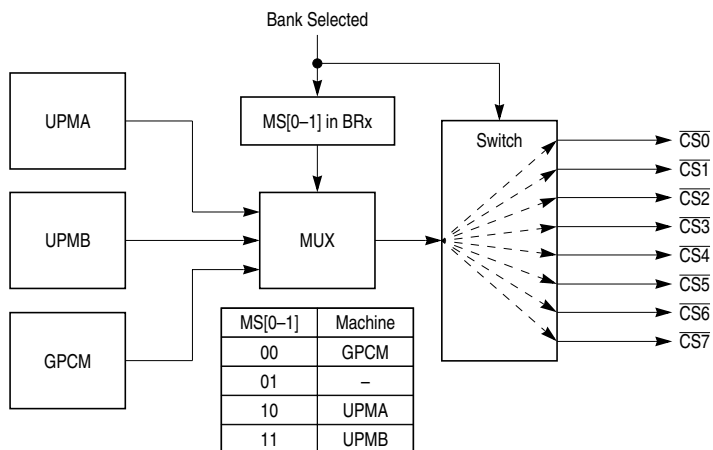 Bank Selected
UPMA
MS[0–1] in BRx
Switch
CS0
CS1
CS2
UPMB
MUX
CS3
CS4
CS5
CS6
CS7
GPCM
MS[0–1] Machine
00 GPCM
01 –
10 UPMA
11 UPMB